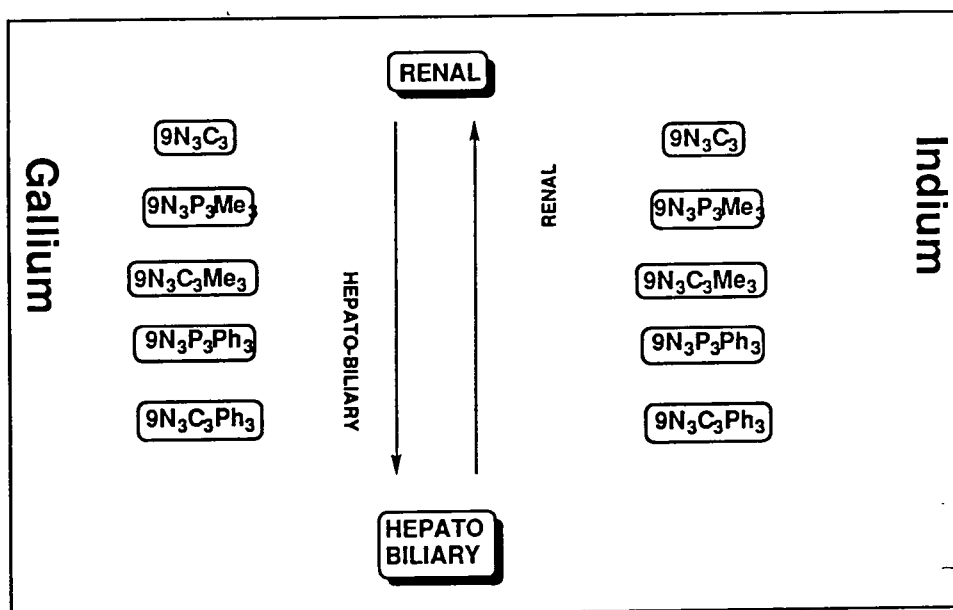 RENAL
Gallium
9N₃C₃
9N₃P₃Me₃
9N₃C₃Me₃
9N₃P₃Ph₃
9N₃C₃Ph₃
HEPATO-BILIARY
RENAL
9N₃C₃
9N₃P₃Me₃
9N₃C₃Me₃
9N₃P₃Ph₃
9N₃C₃Ph₃
Indium
HEPATO
BILIARY